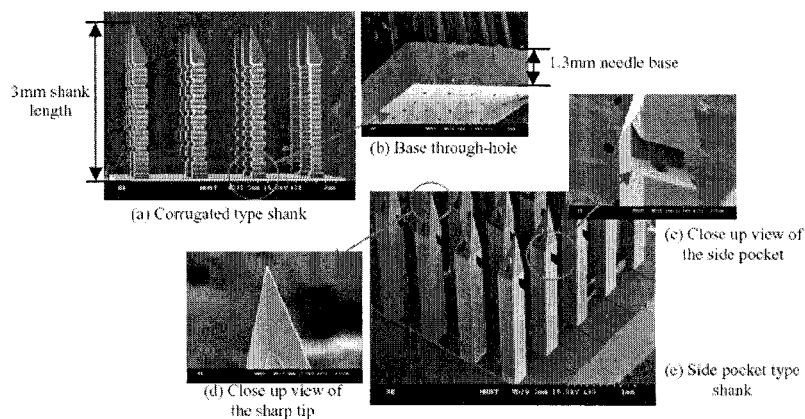 3mm shank
length
1.3mm needle base
(b) Base through-hole
(a) Corrugated type shank
(c) Close up view of
the side pocket
(d) Close up view of
the sharp tip
(e) Side pocket type
shank